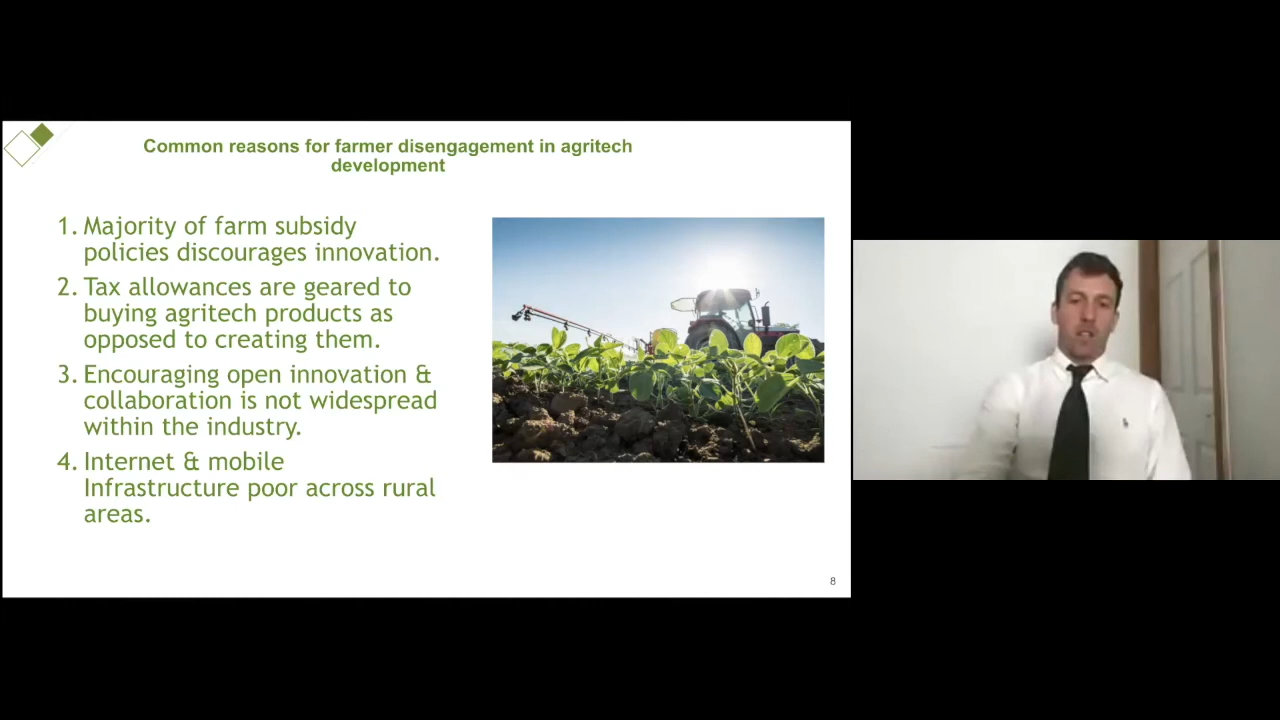 Common reasons for farmer disengagement in agritech
development
1. Majority of farm subsidy
policies discourages innovation.
2. Tax allowances are geared to
buying agritech products as
opposed to creating them.
3. Encouraging open innovation &
collaboration is not widespread
within the industry.
4. Internet & mobile
Infrastructure poor across rural
areas.
8